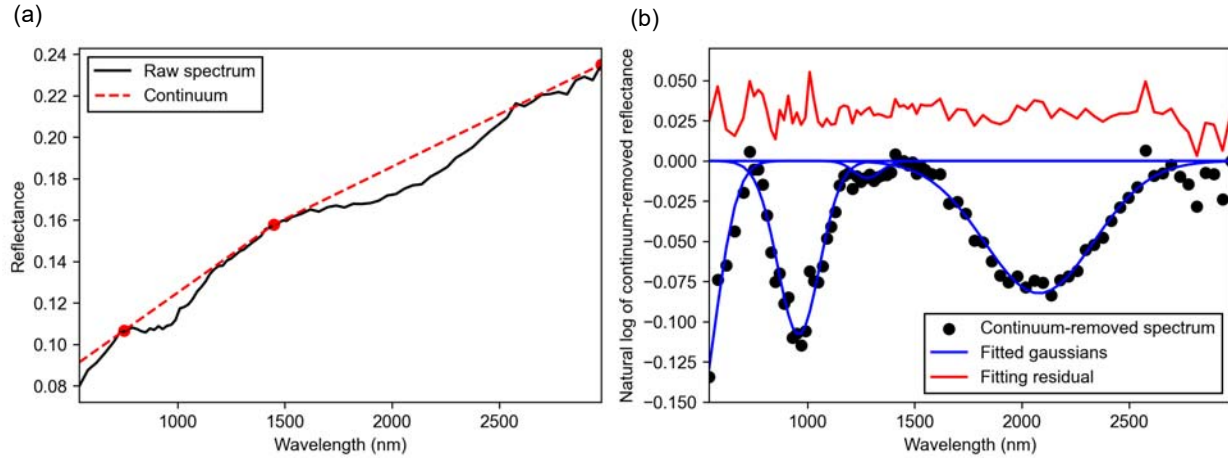 (a)
0.24
0.22
0.20
0.18
0.16
0.14
0.12
0.10
0.08
Reflectance
Raw spectrum
Continuum
1000
1500
2000
2500
Wavelength (nm)
(b)
0.050
0.025
0.000
−0.025
−0.050
−0.075
−0.100
−0.125
−0.150
Natural log of continuum-removed reflectance
Continuum-removed spectrum
Fitted gaussians
Fitting residual
1000
1500
2000
2500
Wavelength (nm)